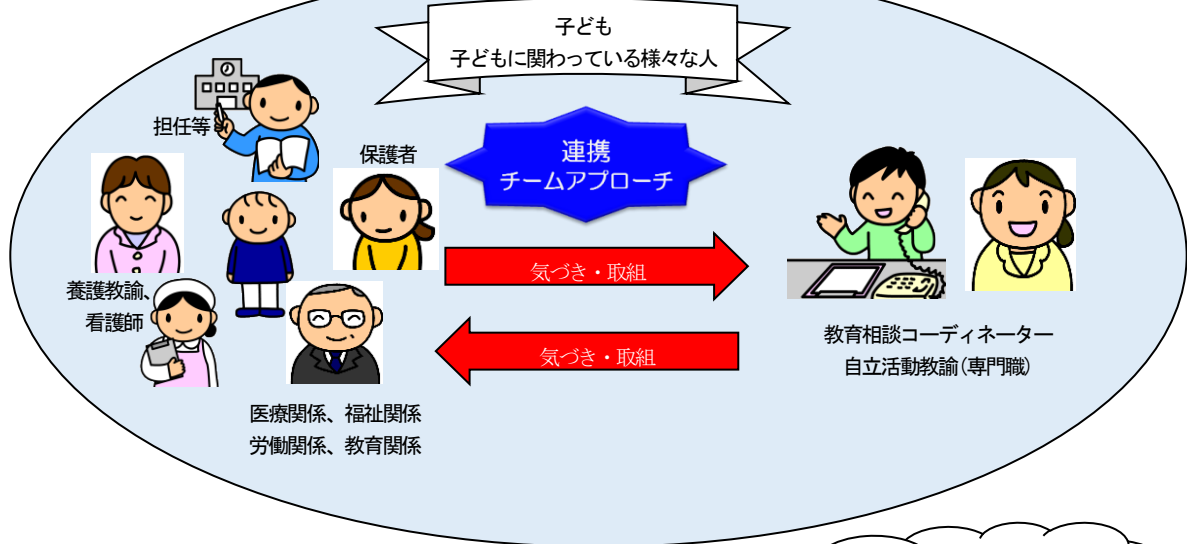 子ども
子どもに関わっている様々な人
担任等
保護者
連携
チームアプローチ
気づき・取組
養護教諭、
看護師
気づき・取組
教育相談コーディネーター
自立活動教諭(専門職)
医療関係、福祉関係
労働関係、教育関係